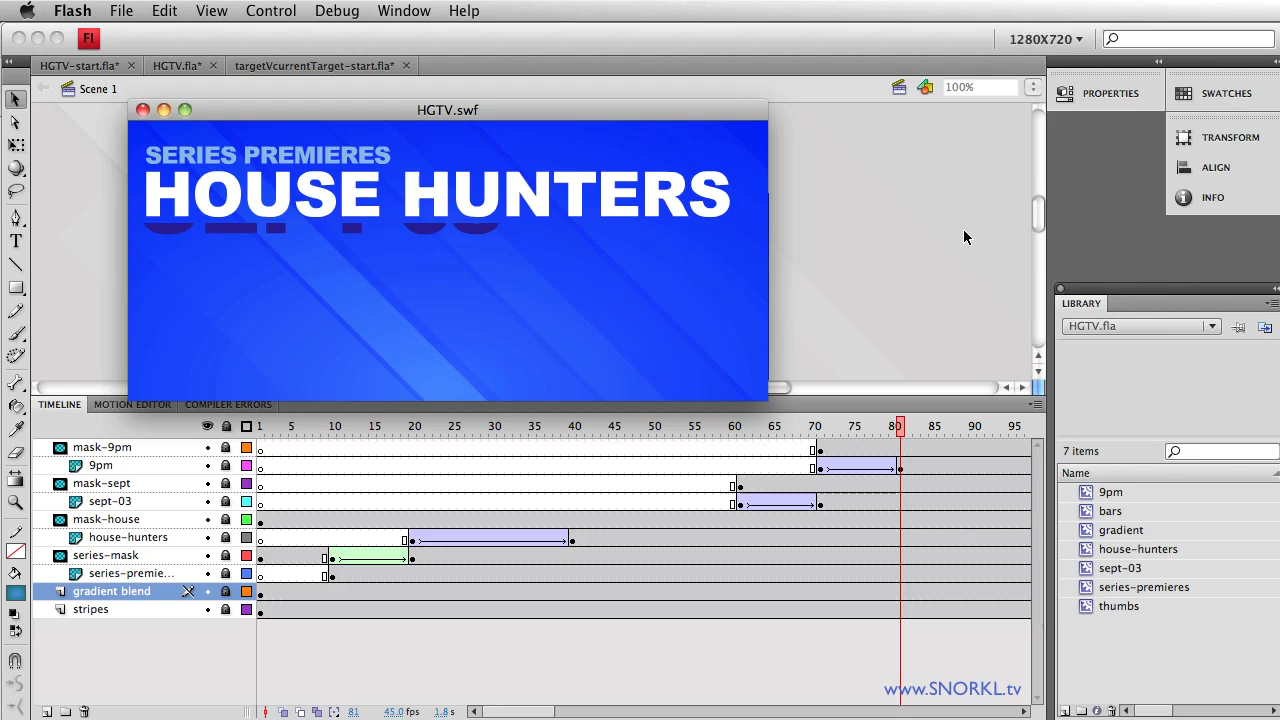 Flash File Edit View Control Debug Window Help
Fl 1280X720
HGTV-start.fla* HGTV.fla* targetVcurrentTarget-start.fla*
Scene 1 100%
HGTV.swf
SERIES PREMIERES
HOUSE HUNTERS
PROPERTIES SWATCHES
TRANSFORM
ALIGN
INFO
LIBRARY
HGTV.fla
7 items
Name
9pm
bars
gradient
house-hunters
sept-03
series-premieres
thumbs
TIMELINE MOTION EDITOR COMPILER ERRORS
1 5 10 15 20 25 30 35 40 45 50 55 60 65 70 75 80 85 90 95
mask-9pm
9pm
mask-sept
sept-03
mask-house
house-hunters
series-mask
series-premie...
gradient blend
stripes
www.SNORKL.tv
81 45.0 fps 1.8 s